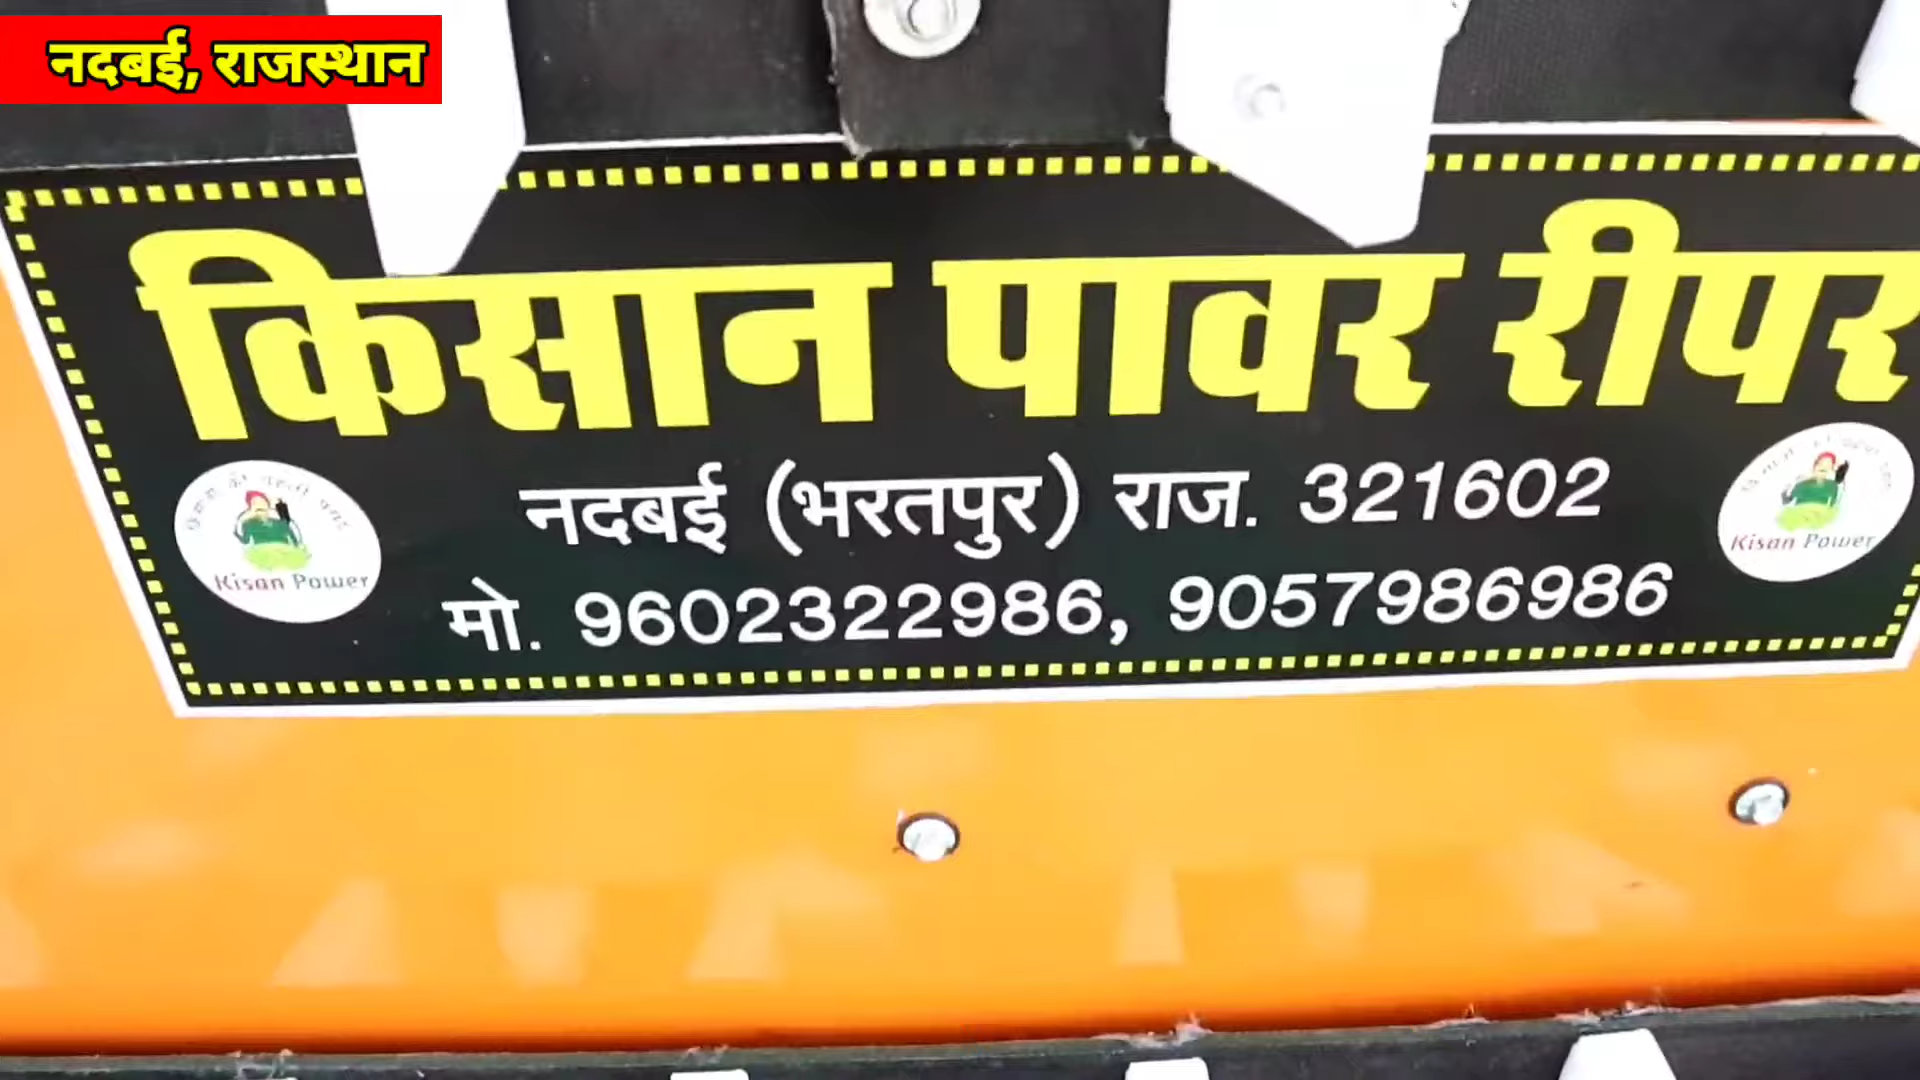 नदबई, राजस्थान
किसान पावर रीपर
नदबई (भरतपुर) राज. 321602
मो. 9602322986, 9057986986
Kisan Power
Kisan Power